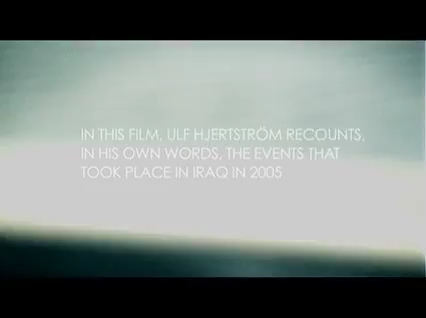 IN THIS FILM, ULF HJERTSTRÖM RECOUNTS,
IN HIS OWN WORDS, THE EVENTS THAT
TOOK PLACE IN IRAQ IN 2005